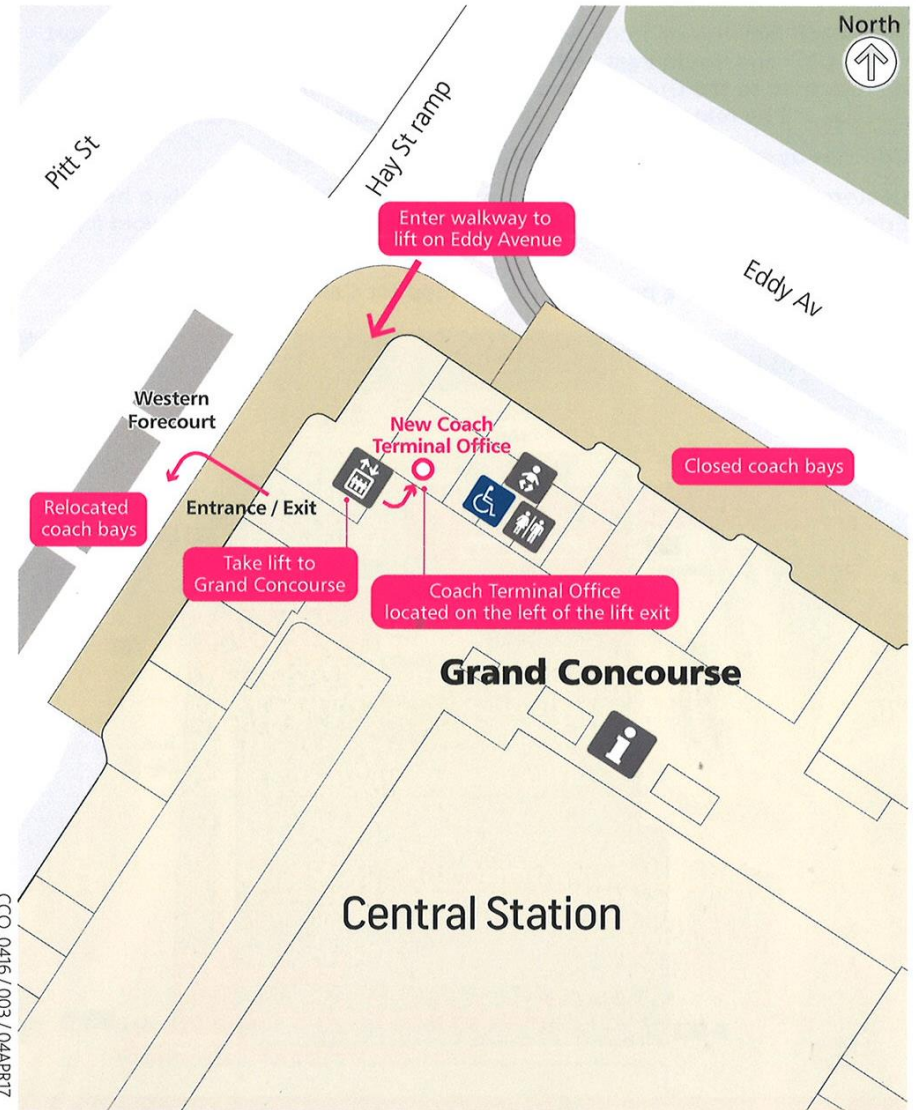 North
Pitt St
Hay St ramp
Enter walkway to
lift on Eddy Avenue
Eddy Av
Western
Forecourt
New Coach
Terminal Office
Closed coach bays
Relocated
coach bays
Entrance / Exit
Take lift to
Grand Concourse
Coach Terminal Office
located on the left of the lift exit
Grand Concourse
i
Central Station
CCO_0416 / 003 / 04APR17